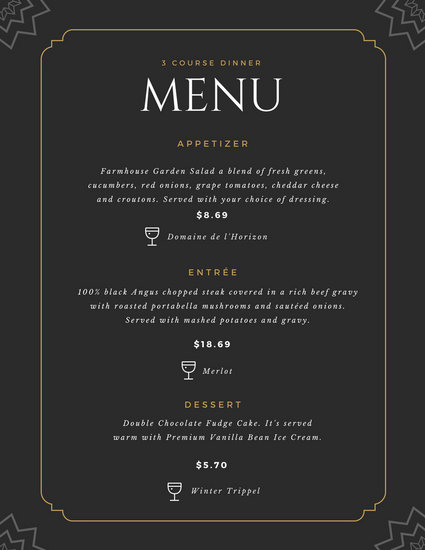 3 COURSE DINNER
MENU
APPETIZER
Farmhouse Garden Salad a blend of fresh greens,
cucumbers, red onions, grape tomatoes, cheddar cheese
and croutons. Served with your choice of dressing.
$8.69
Domaine de l'Horizon
ENTRÉE
100% black Angus chopped steak covered in a rich beef gravy
with roasted portabella mushrooms and sautéed onions.
Served with mashed potatoes and gravy.
$18.69
Merlot
DESSERT
Double Chocolate Fudge Cake. It's served
warm with Premium Vanilla Bean Ice Cream.
$5.70
Winter Trippel